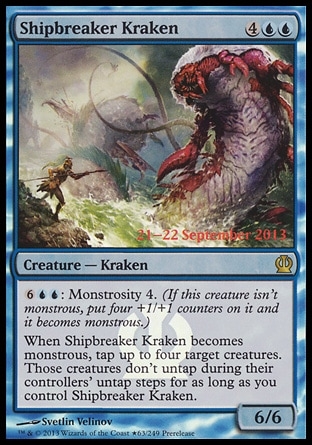 Shipbreaker Kraken 4
21–22 September 2013
Creature — Kraken
6 : Monstrosity 4. (If this creature isn't
monstrous, put four +1/+1 counters on it and
it becomes monstrous.)
When Shipbreaker Kraken becomes
monstrous, tap up to four target creatures.
Those creatures don't untap during their
controllers' untap steps for as long as you
control Shipbreaker Kraken.
Svetlin Velinov
™ & © 2013 Wizards of the Coast ★63/249 Prerelease
6/6